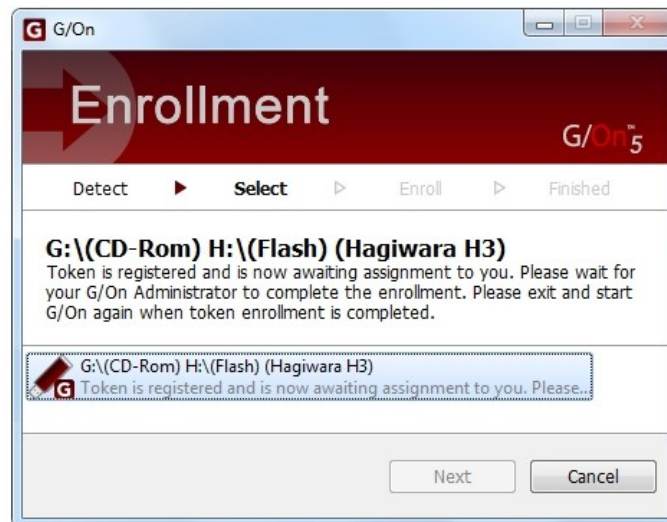 G G/On
Enrollment
G/On™5
Detect Select Enroll Finished
G:\(CD-Rom) H:\(Flash) (Hagiwara H3)
Token is registered and is now awaiting assignment to you. Please wait for
your G/On Administrator to complete the enrollment. Please exit and start
G/On again when token enrollment is completed.
G:\(CD-Rom) H:\(Flash) (Hagiwara H3)
G Token is registered and is now awaiting assignment to you. Please...
Next Cancel